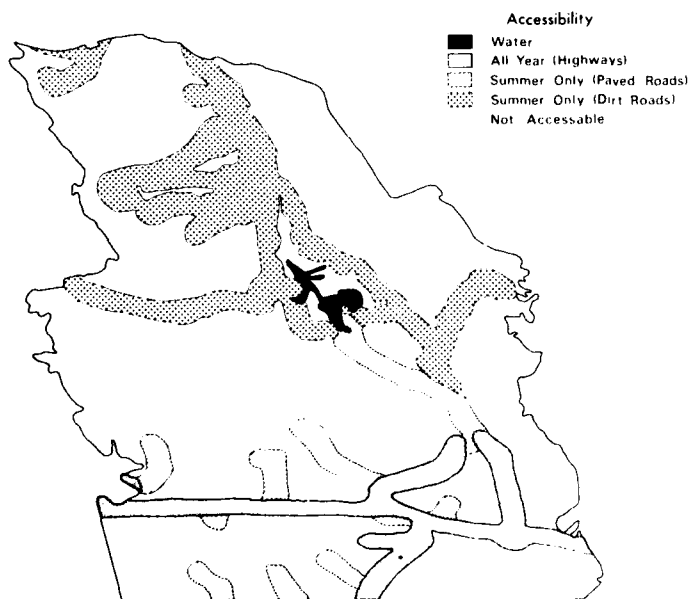 Accessibility
Water
All Year (Highways)
Summer Only (Paved Roads)
Summer Only (Dirt Roads)
Not Accessable